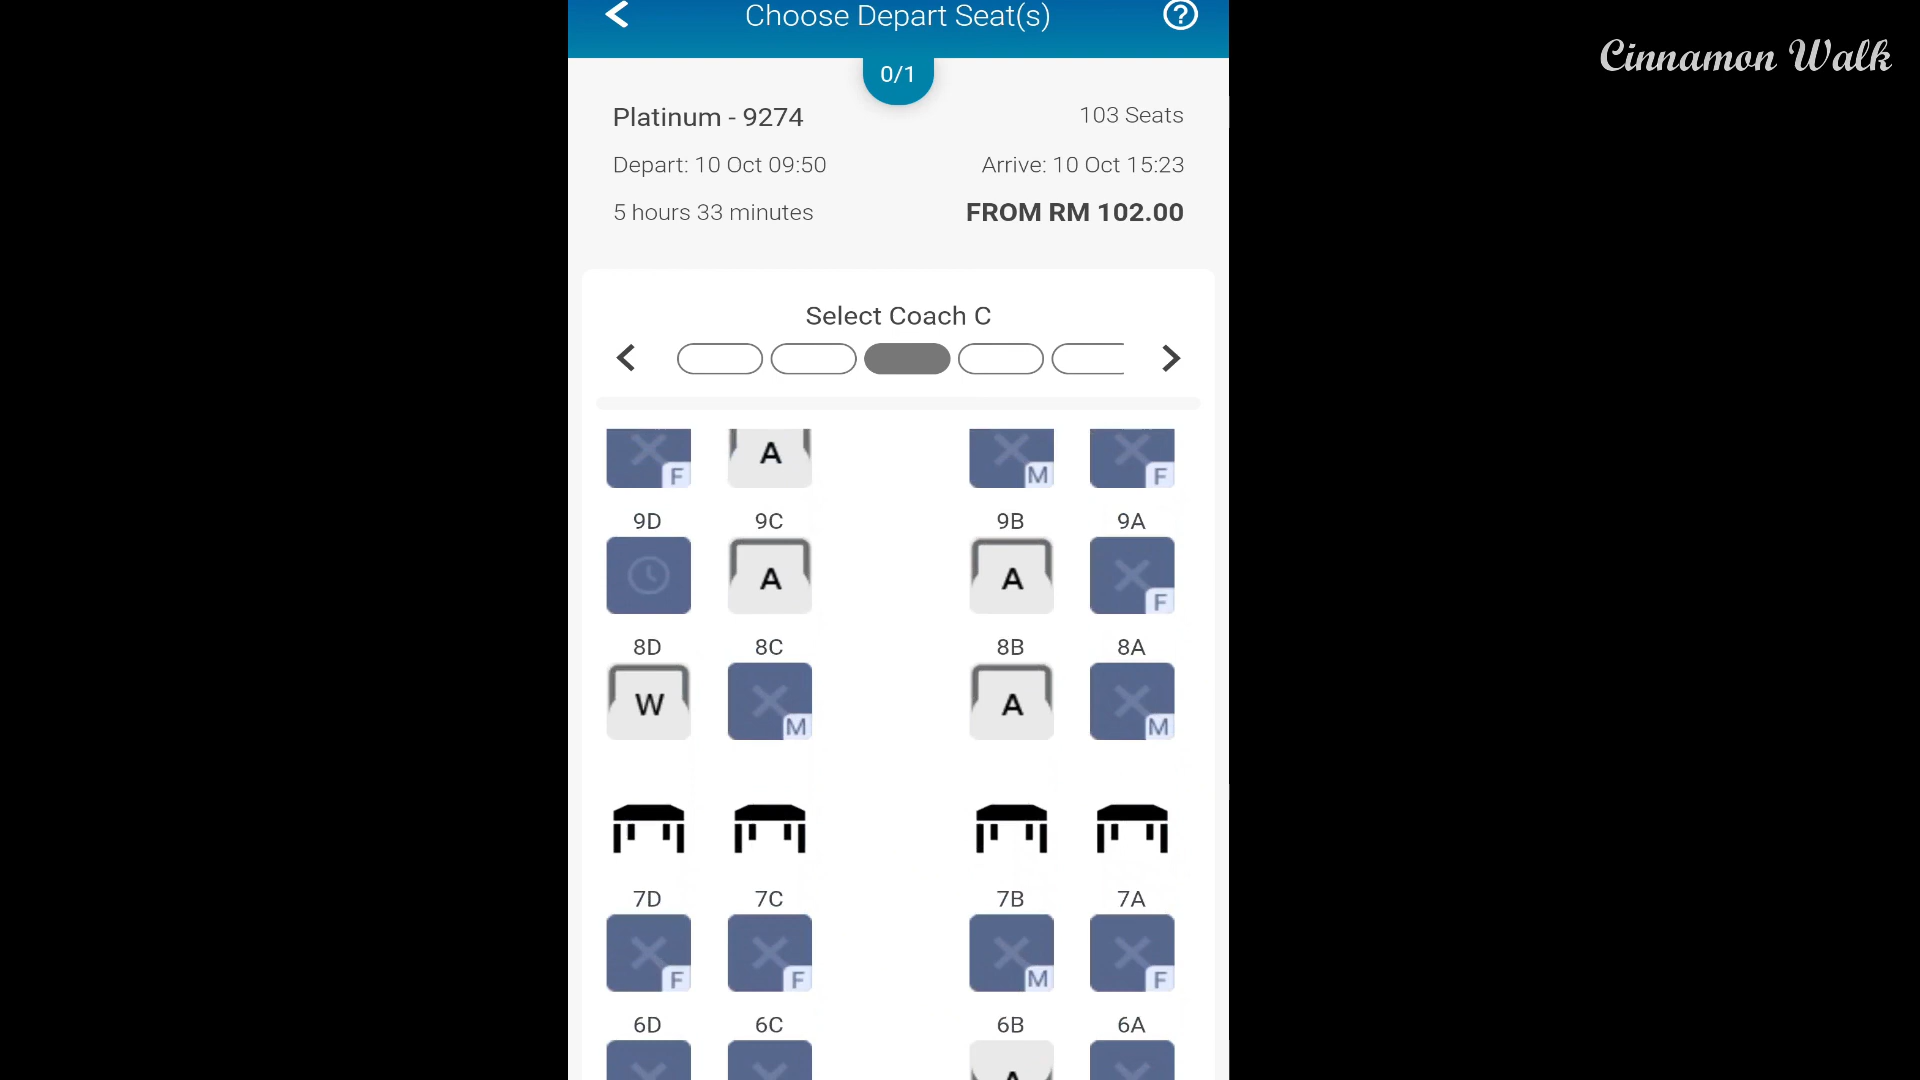 Choose Depart Seat(s)
?
Cinnamon Walk
0/1
Platinum - 9274
103 Seats
Depart: 10 Oct 09:50
Arrive: 10 Oct 15:23
5 hours 33 minutes
FROM RM 102.00
Select Coach C
F A M F
9D 9C 9B 9A
A A F
8D 8C 8B 8A
W M A M
7D 7C 7B 7A
F F M F
6D 6C 6B 6A
A